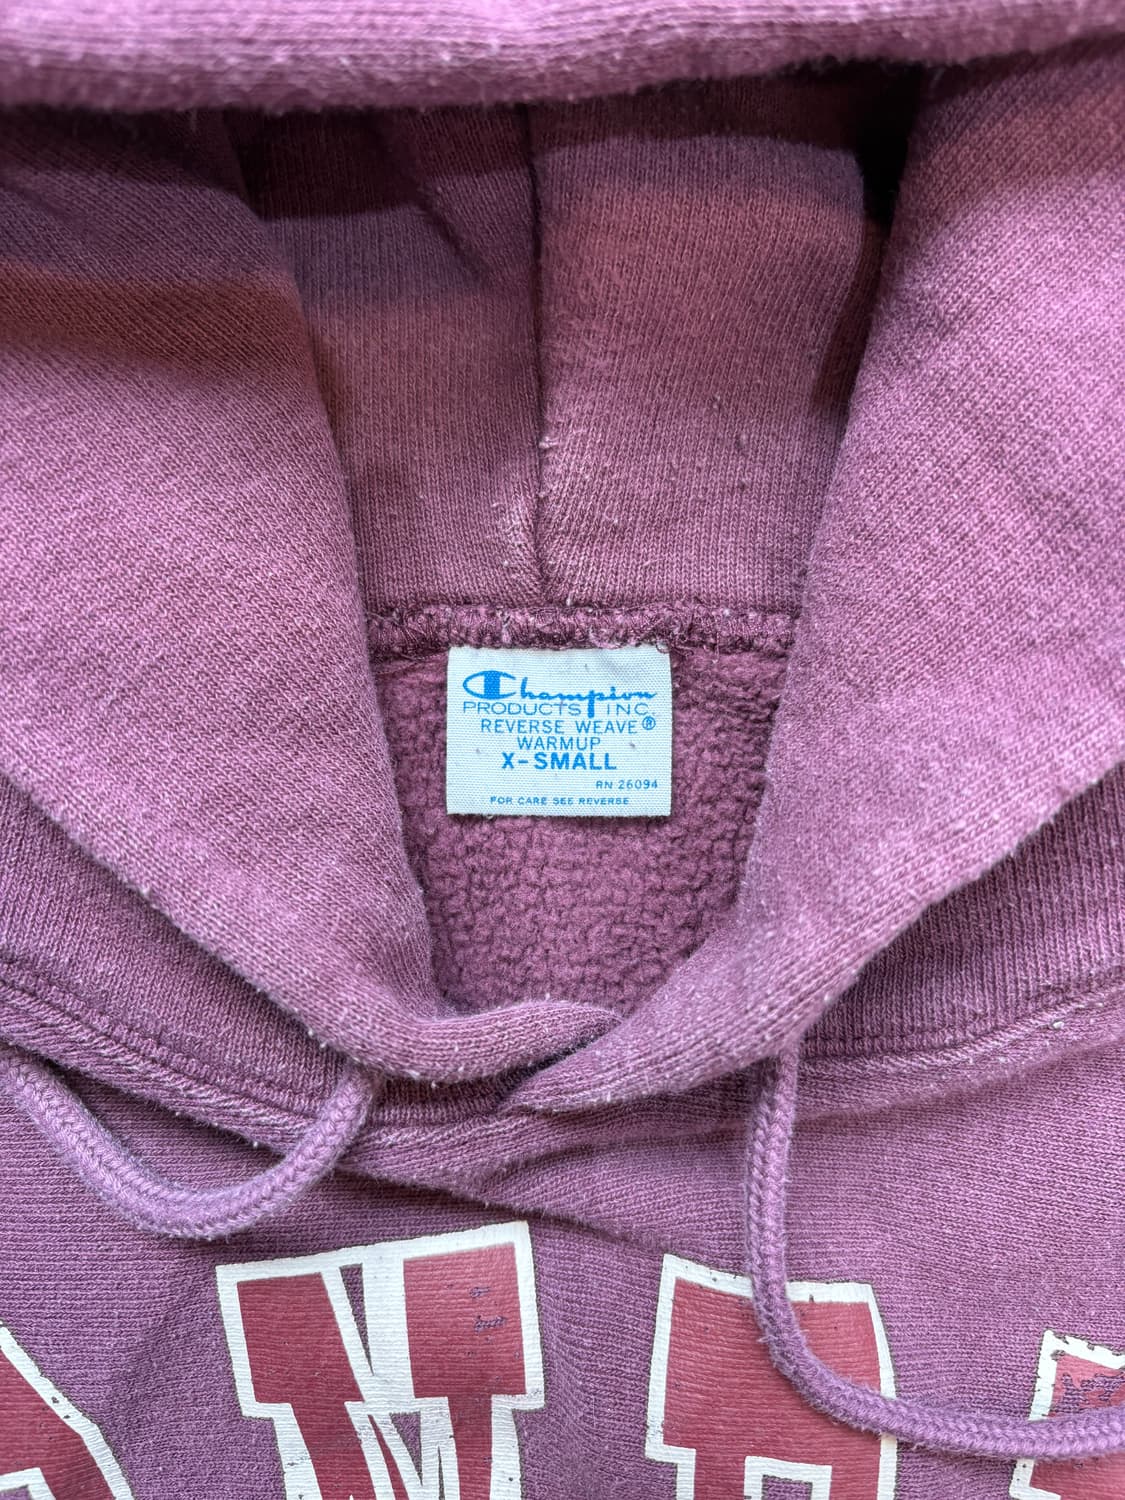 Champion
PRODUCTS INC.
REVERSE WEAVE®
WARMUP
X-SMALL
RN 26094
FOR CARE SEE REVERSE